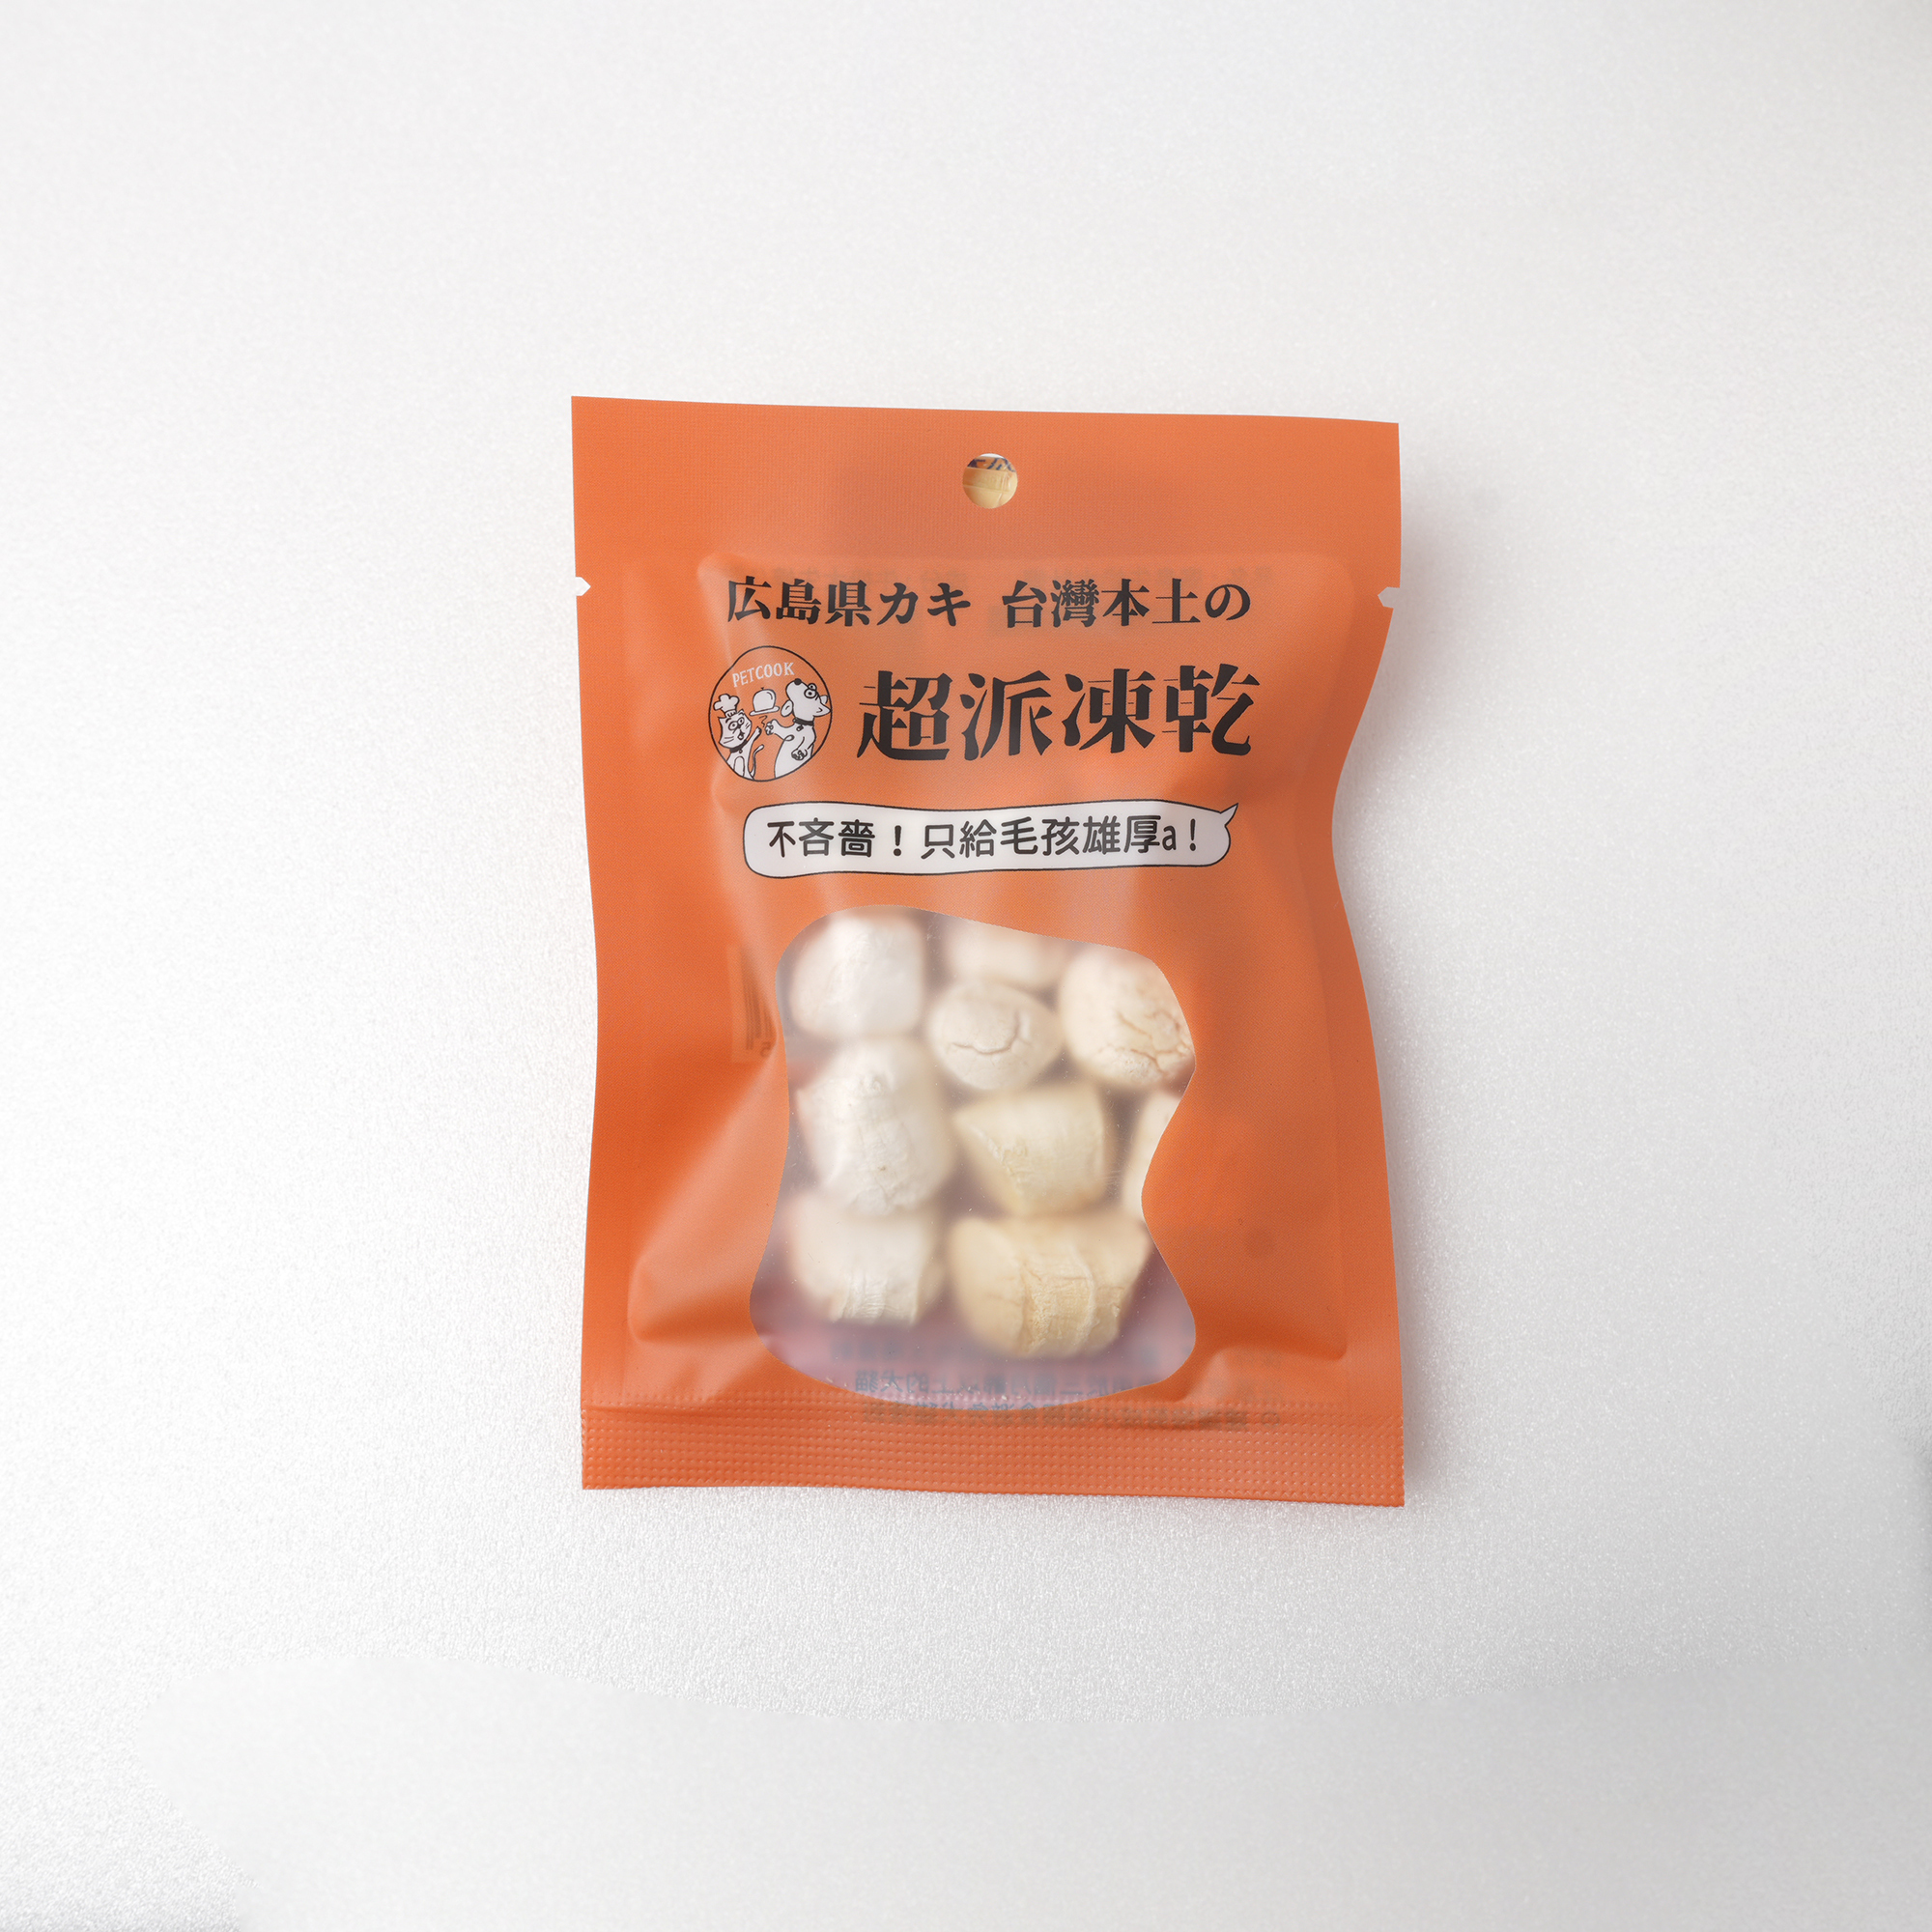 広島県カキ 台灣本土の
PETCOOK
超派凍乾
不吝嗇！只給毛孩雄厚a！